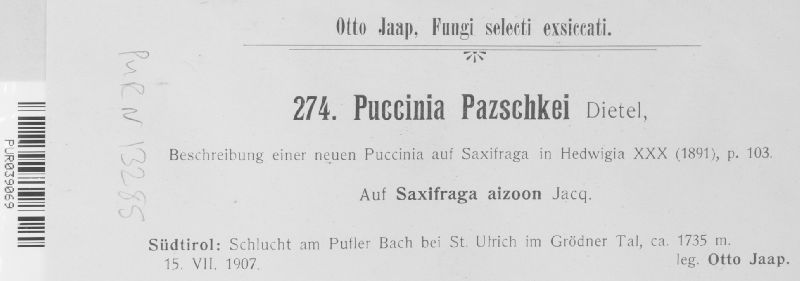 Otto Jaap, Fungi selecti exsiccati.
274. Puccinia Pazschkei Dietel,
Beschreibung einer neuen Puccinia auf Saxifraga in Hedwigia XXX (1891), p. 103.
Auf Saxifraga aizoon Jacq.
Südtirol: Schlucht am Pufler Bach bei St. Ulrich im Grödner Tal, ca. 1735 m.
15. VII. 1907.
leg. Otto Jaap.
PUR N 13285
PUR039069